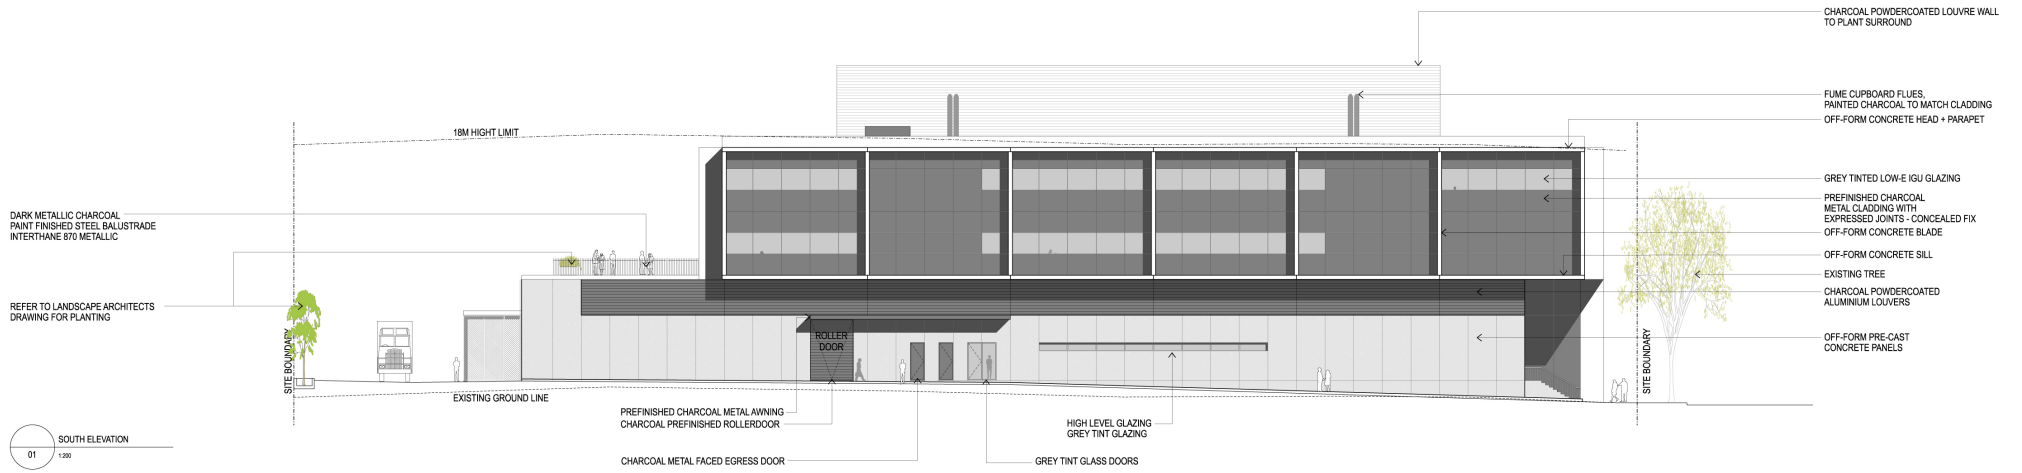 CHARCOAL POWDERCOATED LOUVRE WALL
TO PLANT SURROUND
FUME CUPBOARD FLUES,
PAINTED CHARCOAL TO MATCH CLADDING
OFF-FORM CONCRETE HEAD + PARAPET
18M HIGHT LIMIT
GREY TINTED LOW-E IGU GLAZING
PREFINISHED CHARCOAL
METAL CLADDING WITH
EXPRESSED JOINTS - CONCEALED FIX
OFF-FORM CONCRETE BLADE
OFF-FORM CONCRETE SILL
EXISTING TREE
CHARCOAL POWDERCOATED
ALUMINIUM LOUVERS
OFF-FORM PRE-CAST
CONCRETE PANELS
DARK METALLIC CHARCOAL
PAINT FINISHED STEEL BALUSTRADE
INTERTHANE 870 METALLIC
REFER TO LANDSCAPE ARCHITECTS
DRAWING FOR PLANTING
SITE BOUNDARY
ROLLER
DOOR
SITE BOUNDARY
EXISTING GROUND LINE
PREFINISHED CHARCOAL METAL AWNING
CHARCOAL PREFINISHED ROLLERDOOR
HIGH LEVEL GLAZING
GREY TINT GLAZING
CHARCOAL METAL FACED EGRESS DOOR
GREY TINT GLASS DOORS
SOUTH ELEVATION
01
1:200